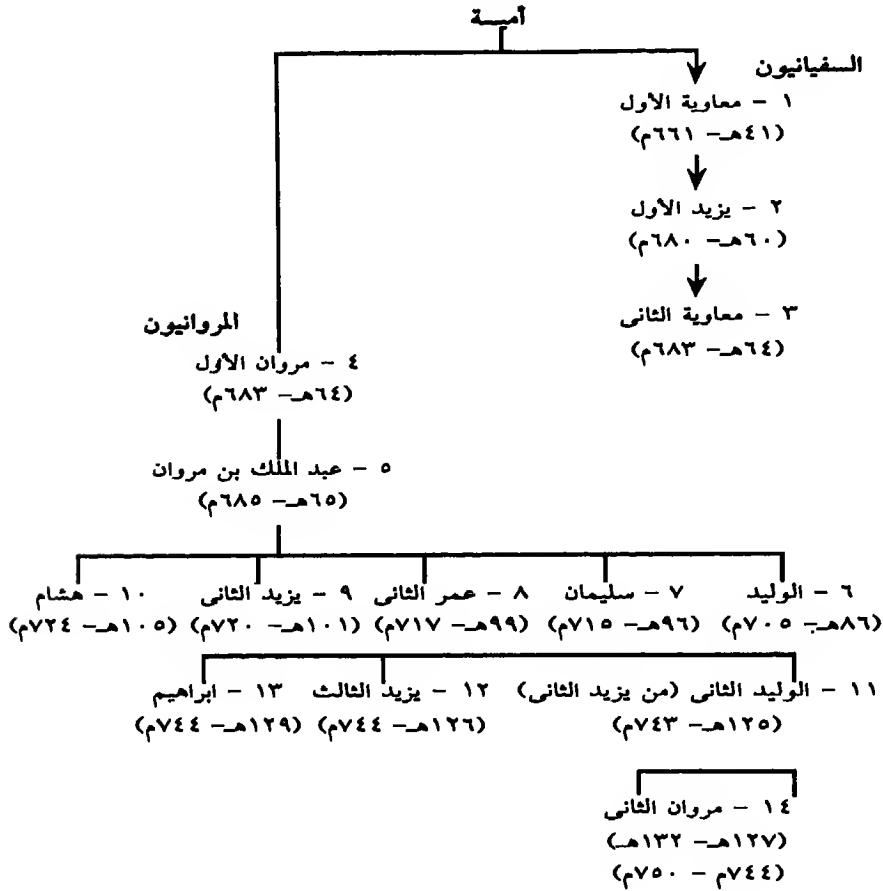 أميـة
السفيانيون
١ - معاوية الأول
(٤١هـ- ٦٦١م)
٢ - يزيد الأول
(٦٠هـ- ٦٨٠م)
٣ - معاوية الثانى
(٦٤هـ- ٦٨٣م)
المروانيون
٤ - مروان الأول
(٦٤هـ- ٦٨٣م)
٥ - عبد الملك بن مروان
(٦٥هـ- ٦٨٥م)
٦ - الوليد ٧ - سليمان ٨ - عمر الثانى ٩ - يزيد الثانى ١٠ - هشام
(٨٦هـ- ٧٠٥م) (٩٦هـ- ٧١٥م) (٩٩هـ- ٧١٧م) (١٠١هـ- ٧٢٠م) (١٠٥هـ- ٧٢٤م)
١١ - الوليد الثانى (من يزيد الثانى) ١٢ - يزيد الثالث ١٣ - ابراهيم
(١٢٥هـ- ٧٤٣م) (١٢٦هـ- ٧٤٤م) (١٢٩هـ- ٧٤٤م)
١٤ - مروان الثانى
(١٢٧هـ- ١٣٢هـ)
(٧٤٤م - ٧٥٠م)